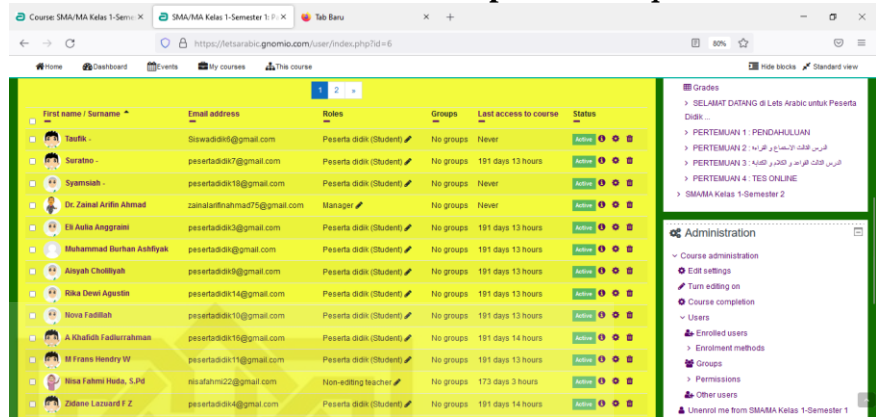 Course: SMA/MA Kelas 1-Seme
SMA/MA Kelas 1-Semester 1: P
Tab Baru
https://letsarabic.gnomio.com/user/index.php?id=6
80%
Home Dashboard Events My courses This course
Hide blocks Standard view
1 2 »
First name / Surname Email address Roles Groups Last access to course Status
Taufik - Siswadidik6@gmail.com Peserta didik (Student) No groups Never Active
Suratno - pesertadidik7@gmail.com Peserta didik (Student) No groups 191 days 13 hours Active
Syamsiah - pesertadidik18@gmail.com Peserta didik (Student) No groups Never Active
Dr. Zainal Arifin Ahmad zainalarifinahmad75@gmail.com Manager No groups Never Active
Eli Aulia Anggraini pesertadidik3@gmail.com Peserta didik (Student) No groups 191 days 13 hours Active
Muhammad Burhan Ashfiyak pesertadidik@gmail.com Peserta didik (Student) No groups 191 days 13 hours Active
Aisyah Choliliyah pesertadidik9@gmail.com Peserta didik (Student) No groups 191 days 13 hours Active
Rika Dewi Agustin pesertadidik14@gmail.com Peserta didik (Student) No groups 191 days 13 hours Active
Nova Fadillah pesertadidik10@gmail.com Peserta didik (Student) No groups 191 days 13 hours Active
A Khafidh Fadlurrahman pesertadidik16@gmail.com Peserta didik (Student) No groups 191 days 14 hours Active
M Frans Hendry W pesertadidik11@gmail.com Peserta didik (Student) No groups 191 days 13 hours Active
Nisa Fahmi Huda, S.Pd nisafahmi22@gmail.com Non-editing teacher No groups 173 days 3 hours Active
Zidane Lazuard F Z pesertadidik4@gmail.com Peserta didik (Student) No groups 191 days 14 hours Active
Grades
SELAMAT DATANG di Lets Arabic untuk Peserta
Didik ...
PERTEMUAN 1 : PENDAHULUAN
PERTEMUAN 2 : الدرس الثالث الاستماع و القراءة
PERTEMUAN 3 : الدرس الثالث القواعد و الكلام و الكتابة
PERTEMUAN 4 : TES ONLINE
SMA/MA Kelas 1-Semester 2
Administration
Course administration
Edit settings
Turn editing on
Course completion
Users
Enrolled users
Enrolment methods
Groups
Permissions
Other users
Unenrol me from SMA/MA Kelas 1-Semester 1